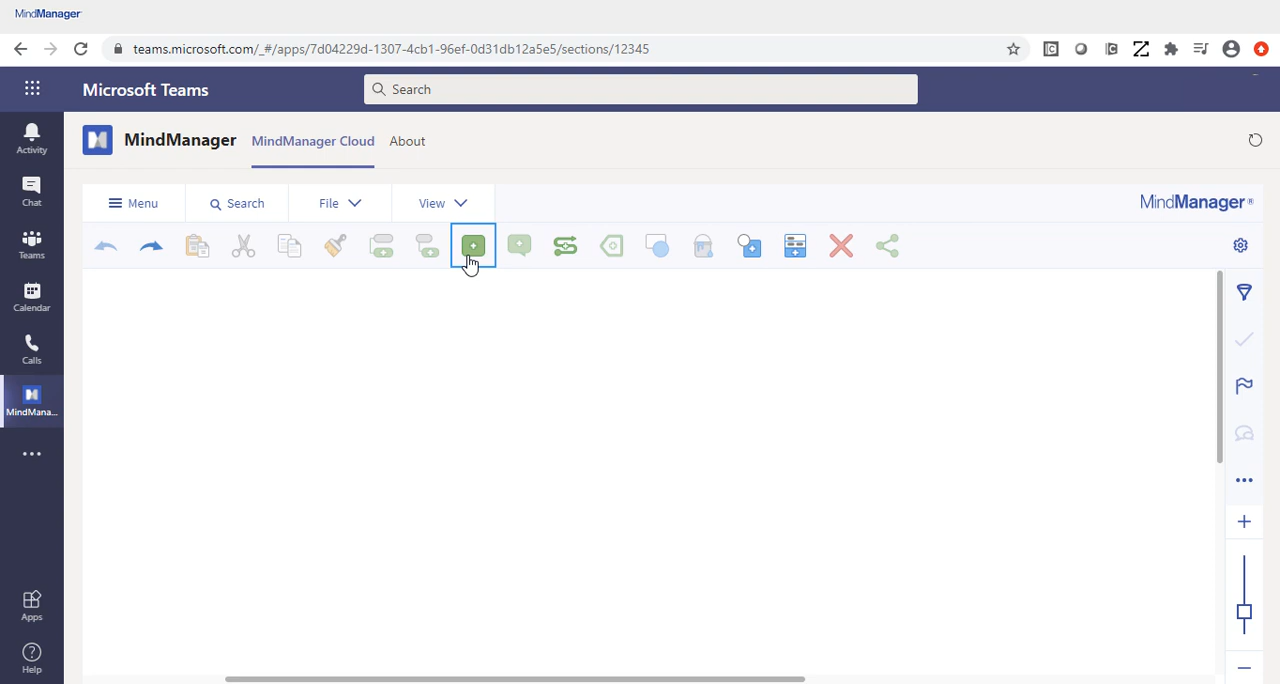 MindManager
teams.microsoft.com/_#/apps/7d04229d-1307-4cb1-96ef-0d31db12a5e5/sections/12345
Microsoft Teams
Search
Activity
Chat
Teams
Calendar
Calls
MindMana...
Apps
Help
MindManager
MindManager Cloud
About
Menu
Search
File
View
MindManager®